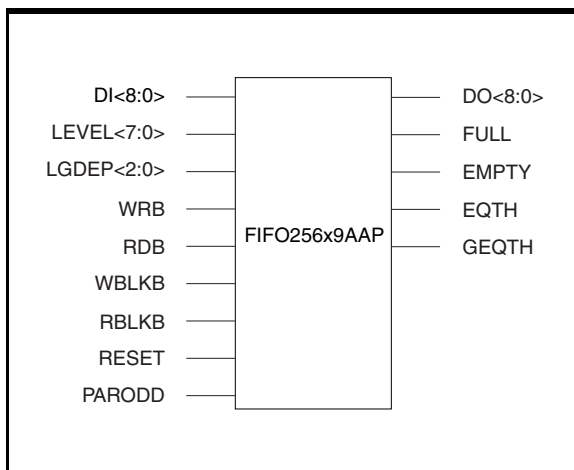 DI<8:0>
LEVEL<7:0>
LGDEP<2:0>
WRB
RDB
WBLKB
RBLKB
RESET
PARODD
FIFO256x9AAP
DO<8:0>
FULL
EMPTY
EQTH
GEQTH